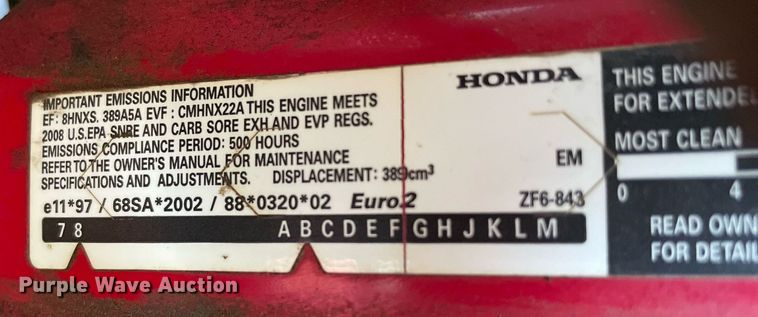 IMPORTANT EMISSIONS INFORMATION
EF: 8HNXS. 389A5A EVF : CMHNX22A THIS ENGINE MEETS
2008 U.S.EPA SNRE AND CARB SORE EXH AND EVP REGS.
EMISSIONS COMPLIANCE PERIOD: 500 HOURS
REFER TO THE OWNER'S MANUAL FOR MAINTENANCE
SPECIFICATIONS AND ADJUSTMENTS. DISPLACEMENT: 389cm³
e11*97 / 68SA*2002 / 88*0320*02 Euro.2
7 8 A B C D E F G H J K L M
HONDA
EM
ZF6-843
THIS ENGINE
FOR EXTENDE
MOST CLEAN
0 4
READ OWN
FOR DETAIL
Purple Wave Auction